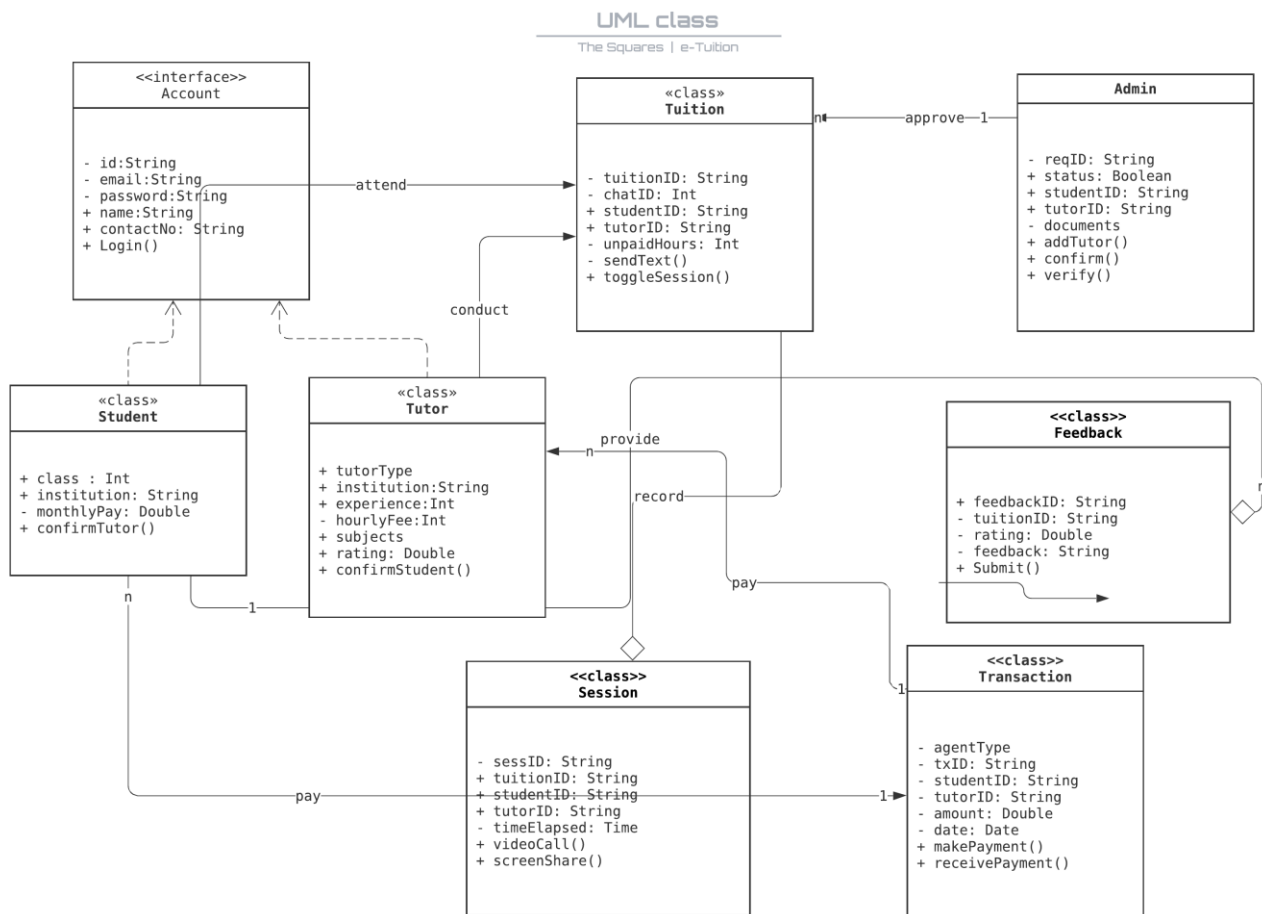 UML class
The Squares | e-Tuition
<<interface>>
Account
- id:String
- email:String
- password:String
+ name:String
+ contactNo: String
+ Login()
«class»
Tuition
- tuitionID: String
- chatID: Int
+ studentID: String
+ tutorID: String
- unpaidHours: Int
- sendText()
+ toggleSession()
Admin
- reqID: String
+ status: Boolean
+ studentID: String
+ tutorID: String
- documents
+ addTutor()
+ confirm()
+ verify()
n
approve
1
attend
conduct
«class»
Student
+ class : Int
+ institution: String
- monthlyPay: Double
+ confirmTutor()
«class»
Tutor
+ tutorType
+ institution:String
+ experience:Int
- hourlyFee:Int
+ subjects
+ rating: Double
+ confirmStudent()
provide
n
record
<<class>>
Feedback
+ feedbackID: String
- tuitionID: String
- rating: Double
- feedback: String
+ Submit()
pay
n
1
<<class>>
Session
- sessID: String
+ tuitionID: String
+ studentID: String
+ tutorID: String
- timeElapsed: Time
+ videoCall()
+ screenShare()
1
<<class>>
Transaction
- agentType
- txID: String
- studentID: String
- tutorID: String
- amount: Double
- date: Date
+ makePayment()
+ receivePayment()
pay
1